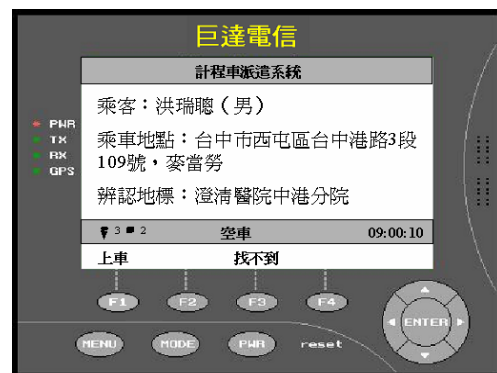 巨達電信
計程車派遣系統
乘客：洪瑞聰（男）
乘車地點：台中市西屯區台中港路3段
109號，麥當勞
辨認地標：澄清醫院中港分院
3 2 空車 09:00:10
上車 找不到
PWR
TX
RX
GPS
F1 F2 F3 F4
ENTER
MENU MODE PWR reset